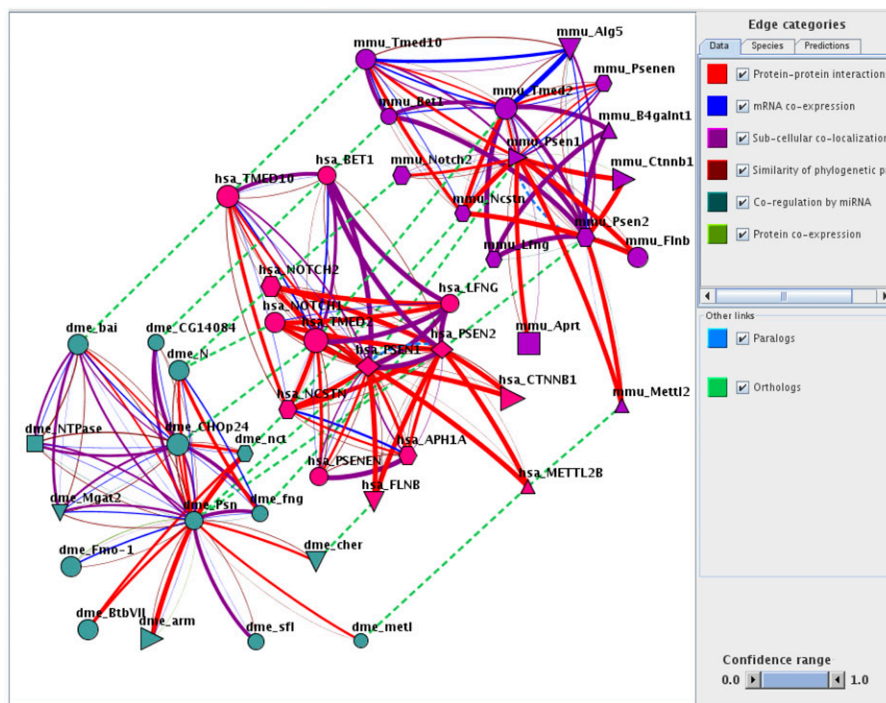 mmu_Tmed10
mmu_Alg5
mmu_Psenen
mmu_Bet1
mmu_Tmed2
mmu_B4galnt1
mmu_Psen1
hsa_BET1
mmu_Notch2
mmu_Ctnnb1
hsa_TMED10
mmu_Ncstn
mmu_Psen2
mmu_Lfng
mmu_Flnb
hsa_NOTCH2
hsa_LFNG
hsa_NOTCH1
hsa_TMED2
mmu_Aprt
dme_bai
dme_CG14084
hsa_PSEN1
hsa_PSEN2
dme_N
hsa_CTNNB1
mmu_Mettl2
hsa_NCSTN
dme_NTPase
dme_CHOp24
dme_nct
hsa_APH1A
hsa_PSENEN
hsa_METTL2B
hsa_FLNB
dme_Mgat2
dme_Psn
dme_fng
dme_Fmo-1
dme_cher
dme_BtbVII
dme_arm
dme_sfl
dme_metl
Edge categories
Data
Species
Predictions
Protein-protein interaction
mRNA co-expression
Sub-cellular co-localization
Similarity of phylogenetic p
Co-regulation by miRNA
Protein co-expression
Other links
Paralogs
Orthologs
Confidence range
0.0
1.0